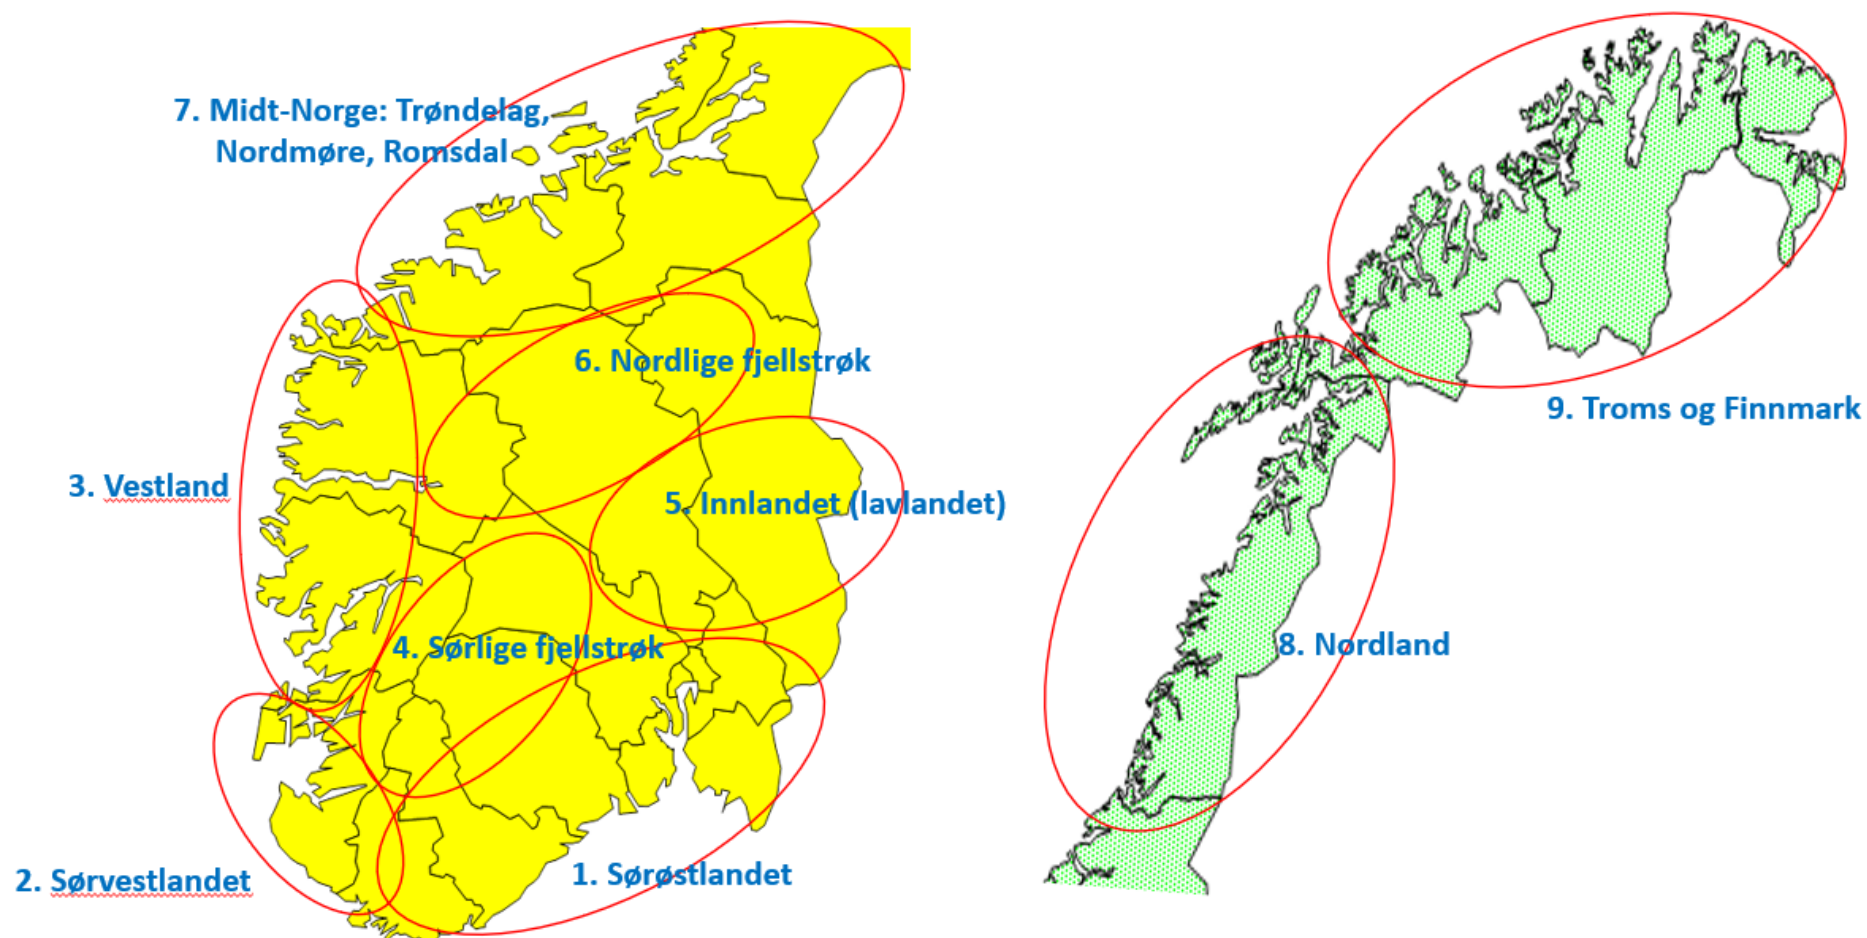 7. Midt-Norge: Trøndelag,
Nordmøre, Romsdal
6. Nordlige fjellstrøk
3. Vestland
5. Innlandet (lavlandet)
4. Sørlige fjellstrøk
2. Sørvestlandet
1. Sørøstlandet
9. Troms og Finnmark
8. Nordland